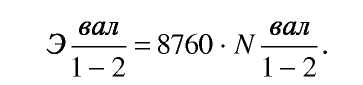 Э вал/1 − 2 = 8760 · N вал/1 − 2.